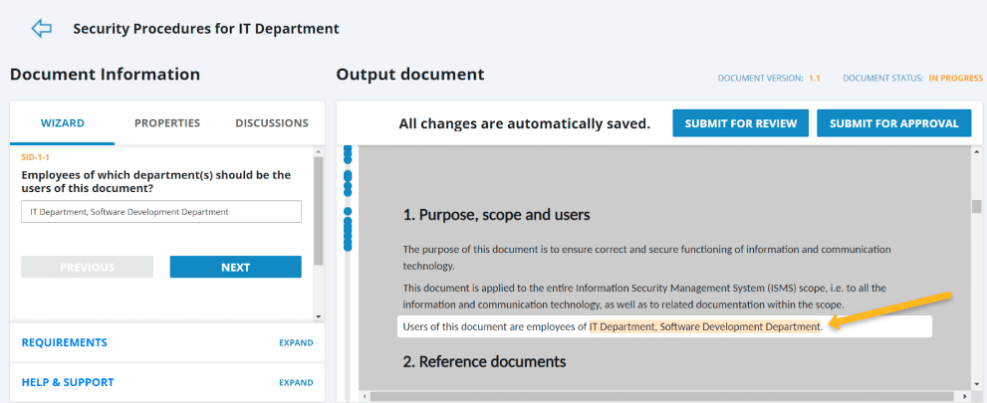 Security Procedures for IT Department
Document Information
WIZARD
PROPERTIES
DISCUSSIONS
SID-1-1
Employees of which department(s) should be the
users of this document?
IT Department, Software Development Department
PREVIOUS
NEXT
REQUIREMENTS
EXPAND
HELP & SUPPORT
EXPAND
Output document
DOCUMENT VERSION: 1.1
DOCUMENT STATUS: IN PROGRESS
All changes are automatically saved.
SUBMIT FOR REVIEW
SUBMIT FOR APPROVAL
1. Purpose, scope and users
The purpose of this document is to ensure correct and secure functioning of information and communication
technology.
This document is applied to the entire Information Security Management System (ISMS) scope, i.e. to all the
information and communication technology, as well as to related documentation within the scope.
Users of this document are employees of IT Department, Software Development Department.
2. Reference documents